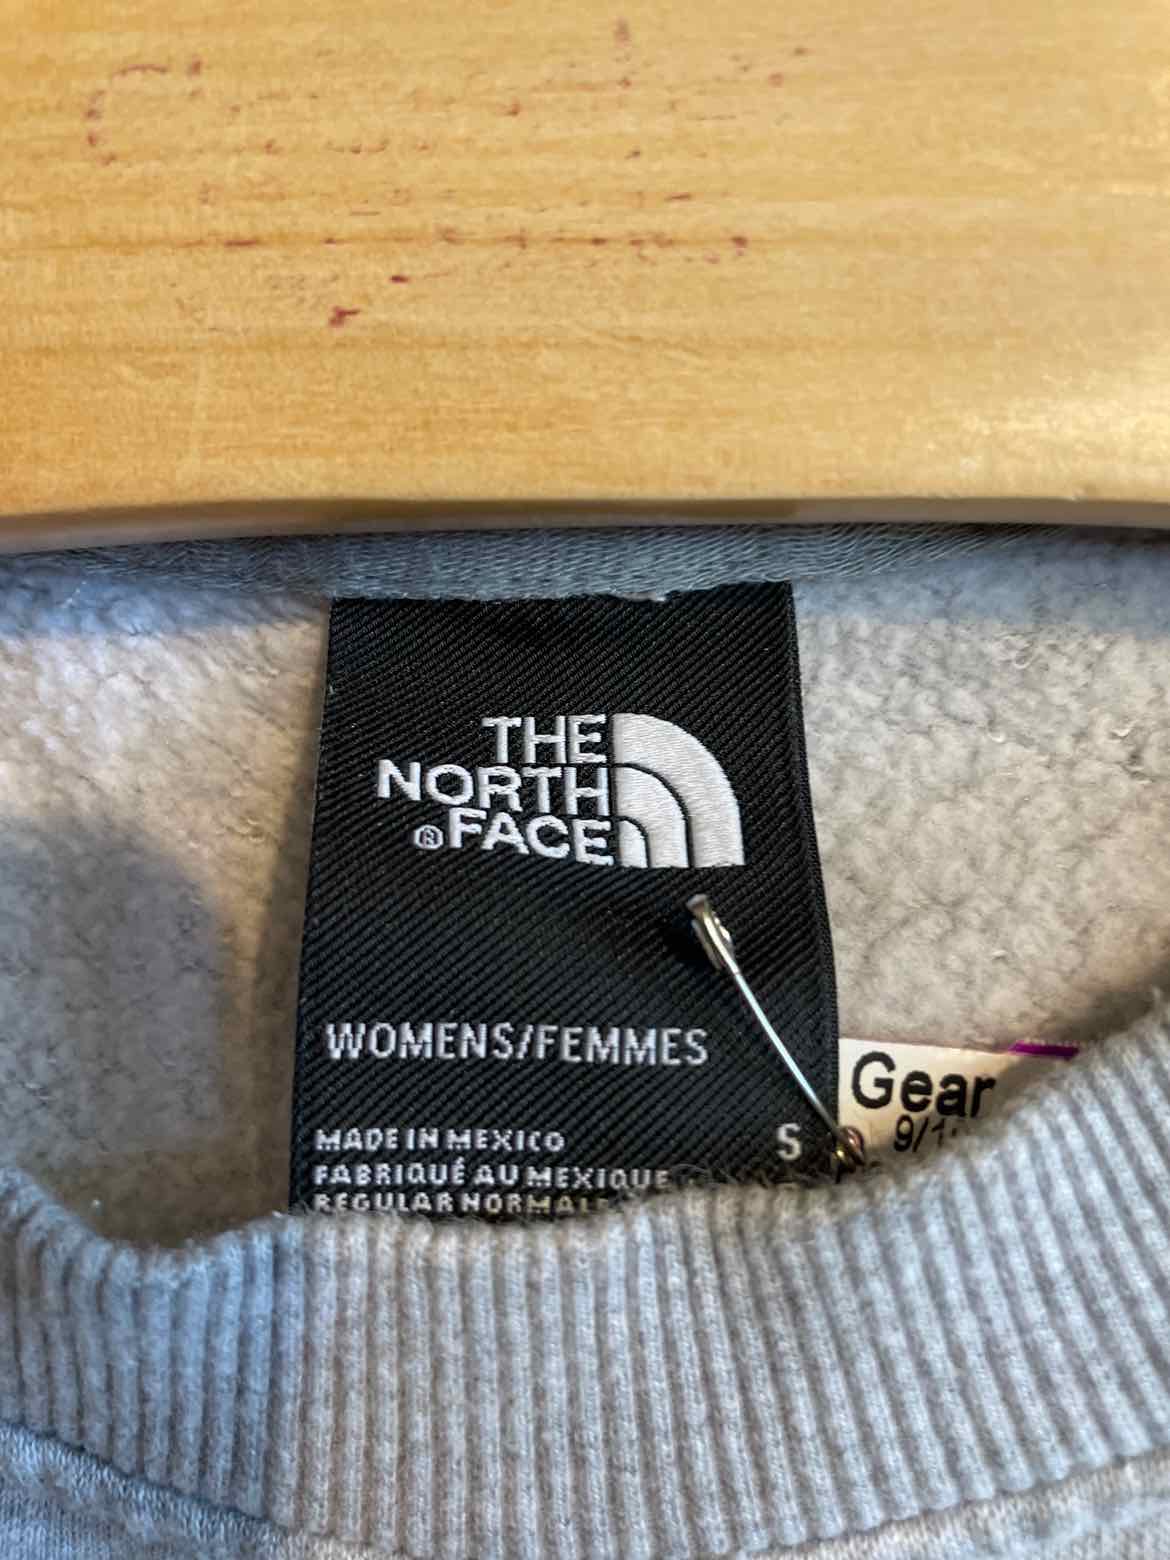 THE
NORTH
®FACE
WOMENS/FEMMES
MADE IN MEXICO S
FABRIQUÉ AU MEXIQUE
REGULAR NORMAL
Gear